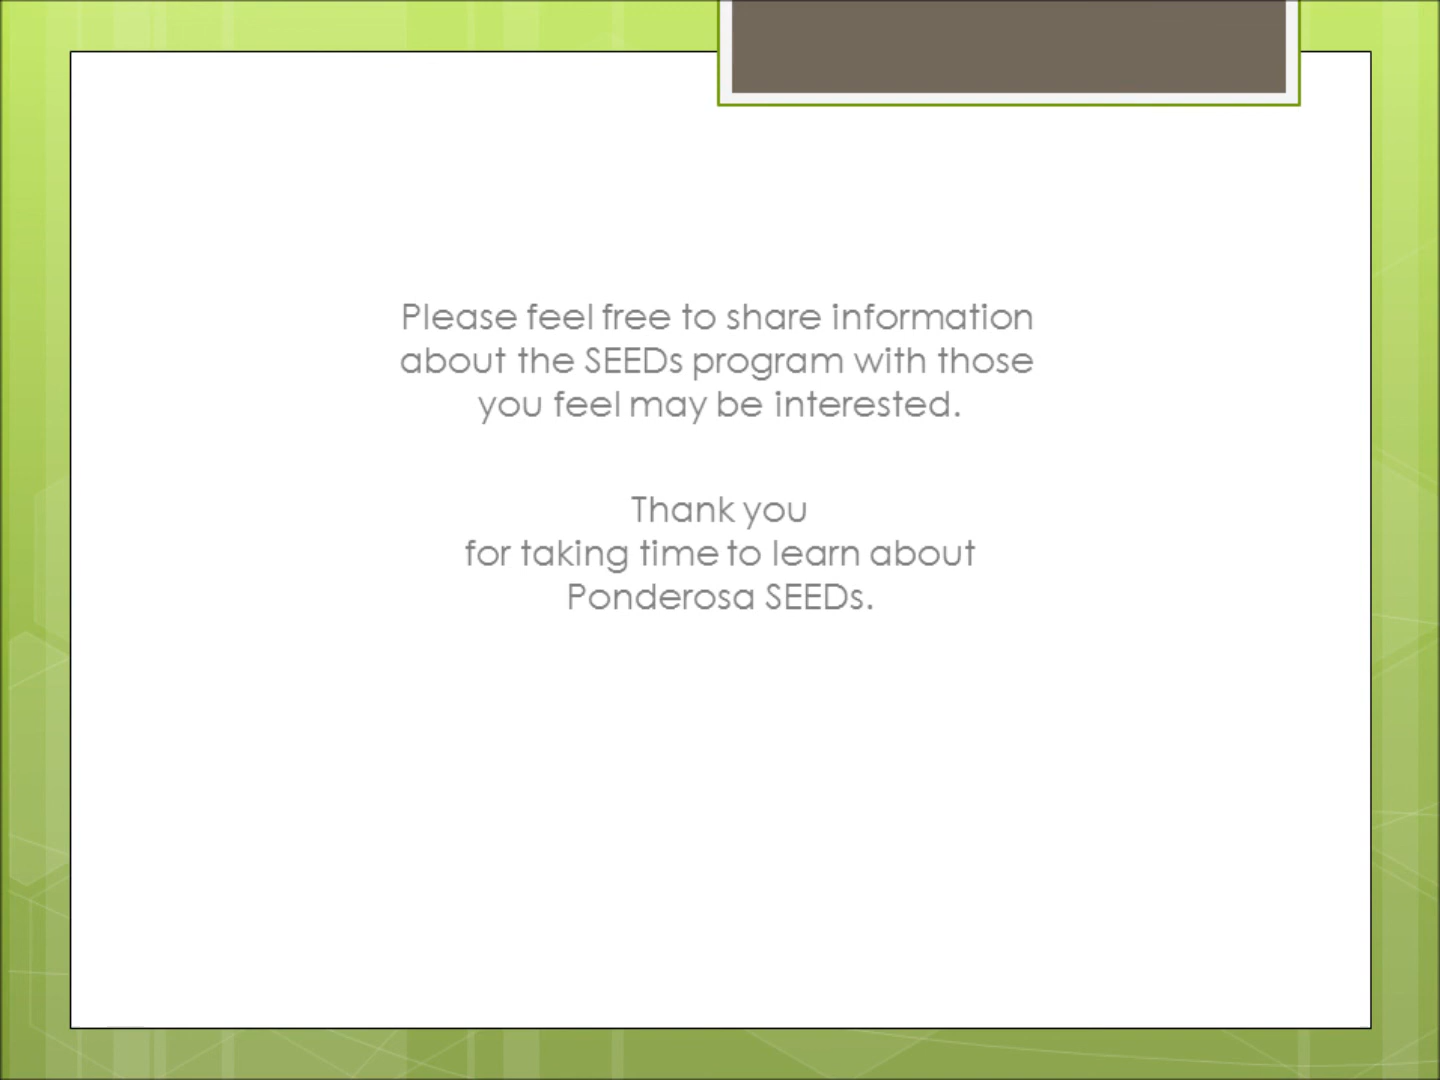 Please feel free to share information
about the SEEDs program with those
you feel may be interested.
Thank you
for taking time to learn about
Ponderosa SEEDs.